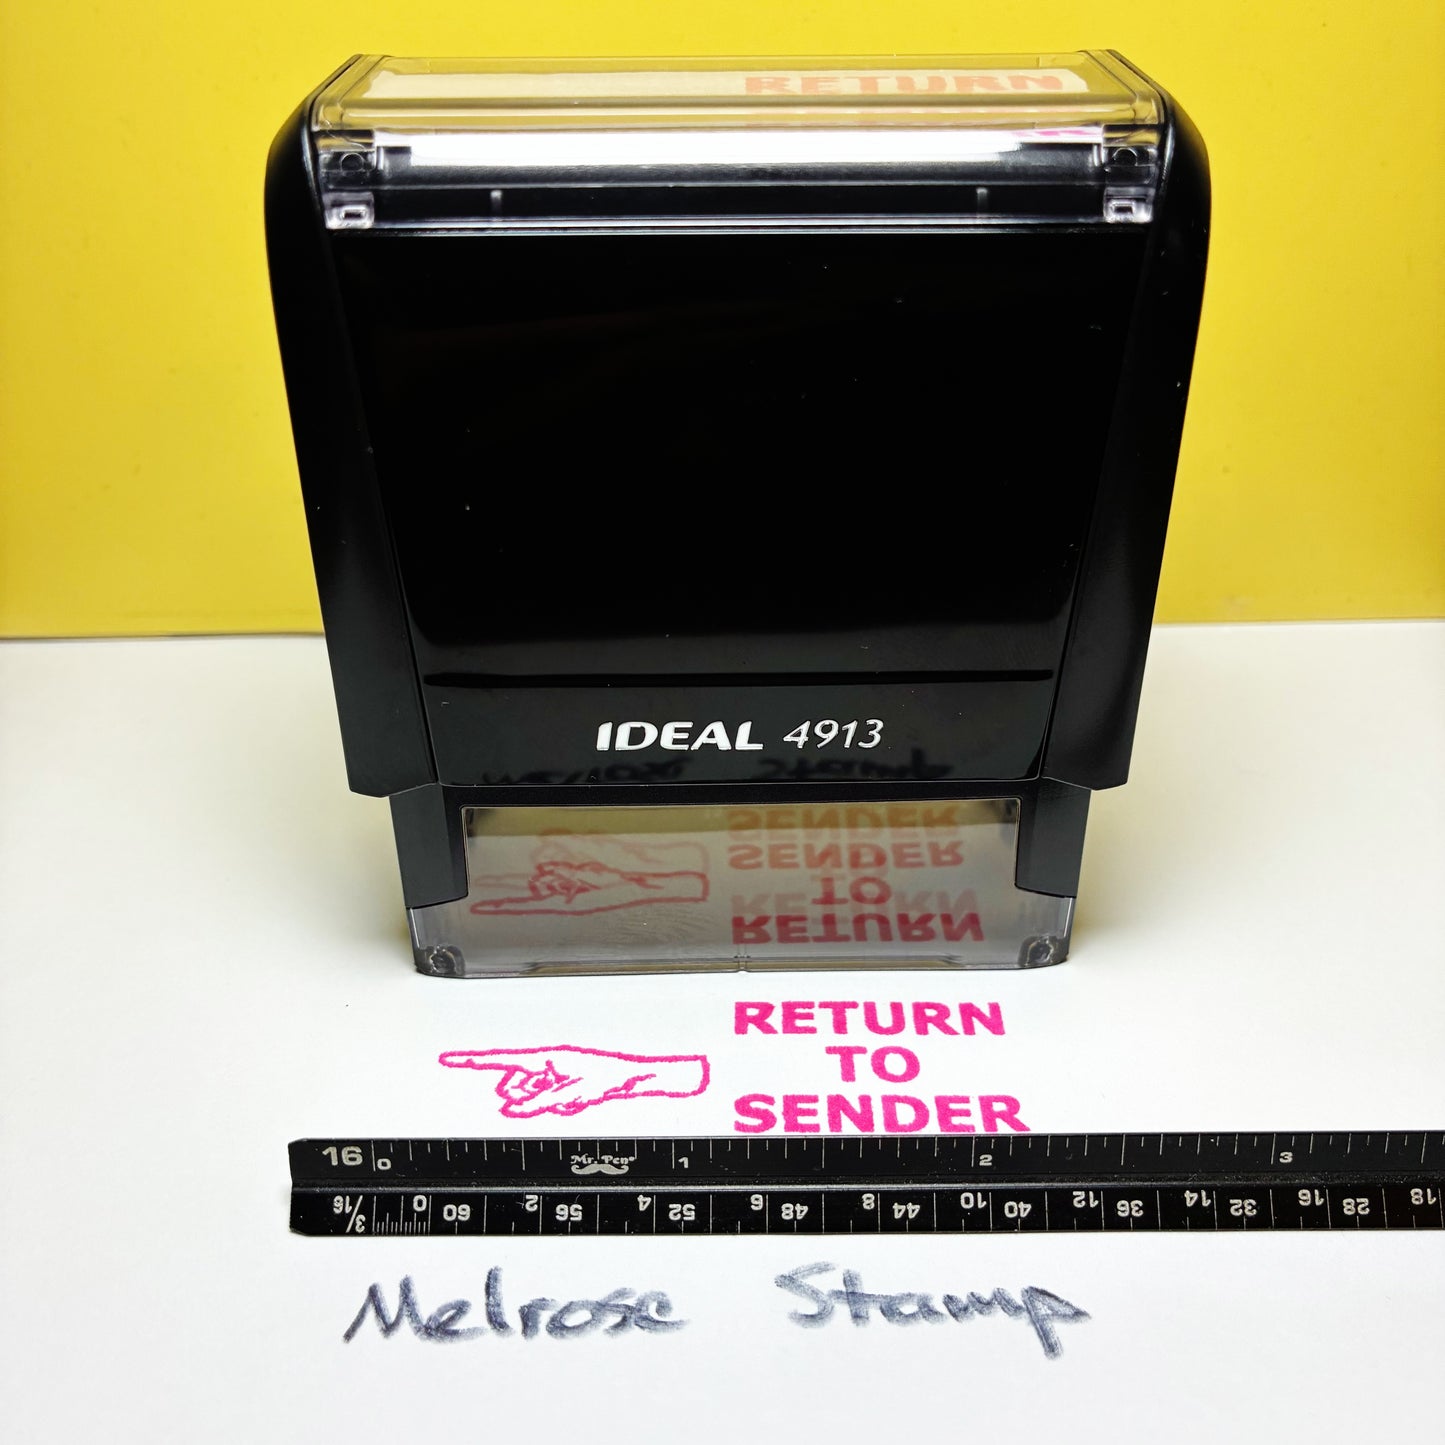 RETURN
IDEAL 4913
RETURN
TO
SENDER
16 0 1 2 3
Mr. Pen
3/16 0 60 2 56 4 52 6 48 8 44 10 40 12 36 14 32 16 28 18
Melrose Stamp